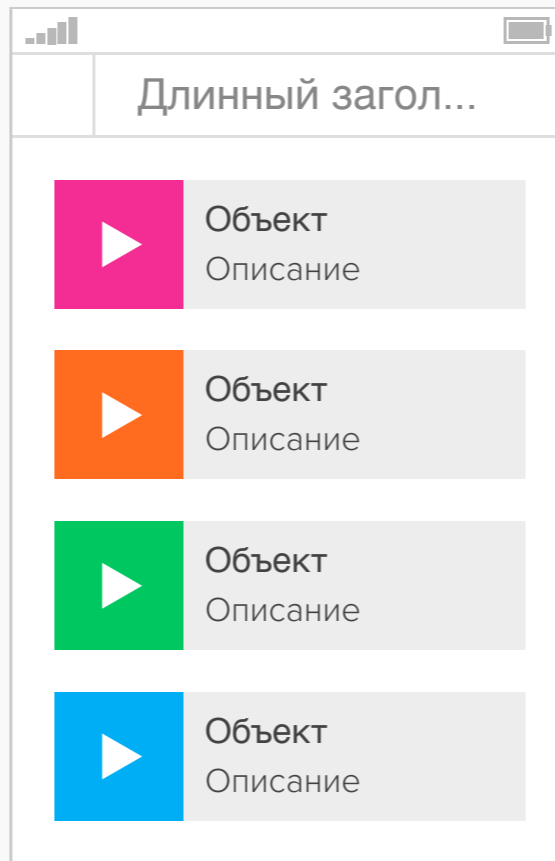 Длинный загол...
Объект
Описание
Объект
Описание
Объект
Описание
Объект
Описание